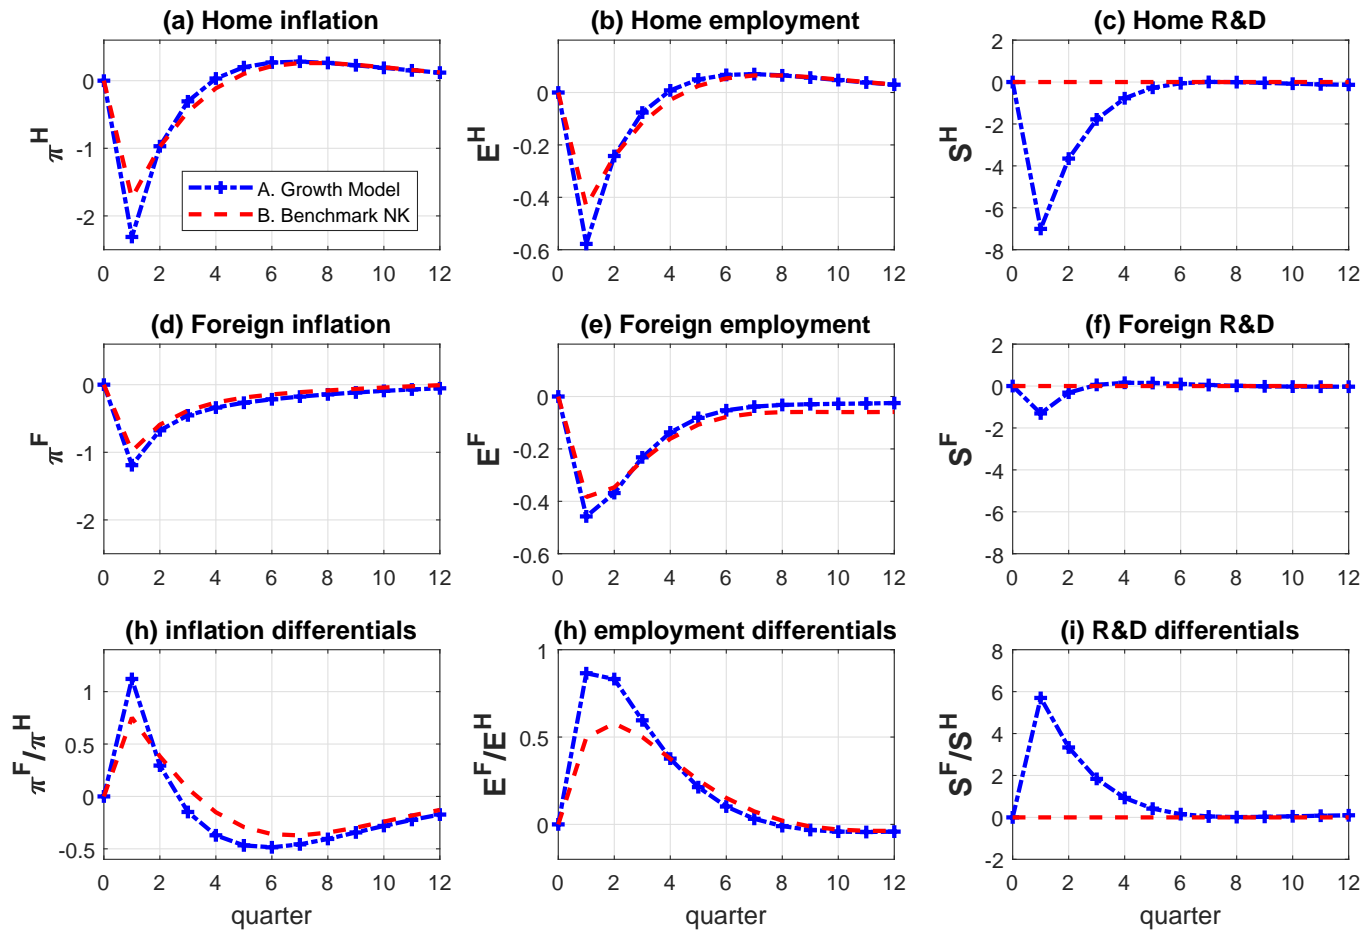 (a) Home inflation
(b) Home employment
(c) Home R&D
0
-1
-2
π^H
A. Growth Model
B. Benchmark NK
0 2 4 6 8 10 12
0
-0.2
-0.4
-0.6
E^H
0 2 4 6 8 10 12
2
0
-2
-4
-6
-8
S^H
0 2 4 6 8 10 12
(d) Foreign inflation
(e) Foreign employment
(f) Foreign R&D
0
-1
-2
π^F
0 2 4 6 8 10 12
0
-0.2
-0.4
-0.6
E^F
0 2 4 6 8 10 12
2
0
-2
-4
-6
-8
S^F
0 2 4 6 8 10 12
(h) inflation differentials
(h) employment differentials
(i) R&D differentials
1
0.5
0
-0.5
π^F/π^H
0 2 4 6 8 10 12
quarter
1
0.5
0
E^F/E^H
0 2 4 6 8 10 12
quarter
8
6
4
2
0
-2
S^F/S^H
0 2 4 6 8 10 12
quarter